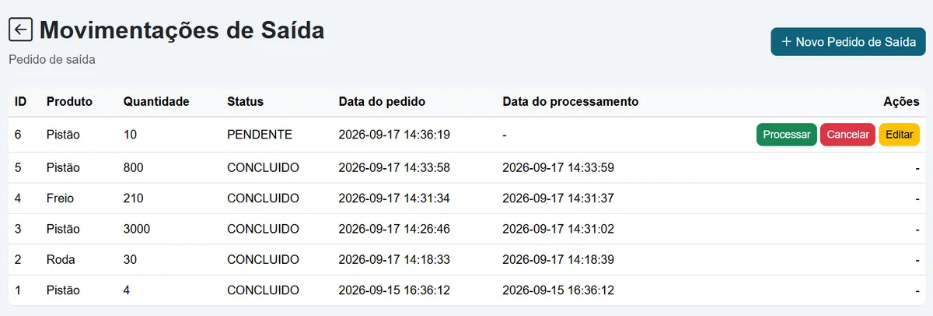 ← Movimentações de Saída
Pedido de saída
+ Novo Pedido de Saída
ID Produto Quantidade Status Data do pedido Data do processamento Ações
6 Pistão 10 PENDENTE 2026-09-17 14:36:19 - Processar Cancelar Editar
5 Pistão 800 CONCLUIDO 2026-09-17 14:33:58 2026-09-17 14:33:59 -
4 Freio 210 CONCLUIDO 2026-09-17 14:31:34 2026-09-17 14:31:37 -
3 Pistão 3000 CONCLUIDO 2026-09-17 14:26:46 2026-09-17 14:31:02 -
2 Roda 30 CONCLUIDO 2026-09-17 14:18:33 2026-09-17 14:18:39 -
1 Pistão 4 CONCLUIDO 2026-09-15 16:36:12 2026-09-15 16:36:12 -